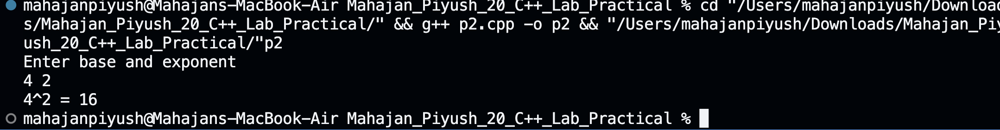 mahajanpiyush@Mahajans-MacBook-Air Mahajan_Piyush_20_C++_Lab_Practical % cd "/Users/mahajanpiyush/Download
s/Mahajan_Piyush_20_C++_Lab_Practical/" && g++ p2.cpp -o p2 && "/Users/mahajanpiyush/Downloads/Mahajan_Piy
ush_20_C++_Lab_Practical/"p2
Enter base and exponent
4 2
4^2 = 16
mahajanpiyush@Mahajans-MacBook-Air Mahajan_Piyush_20_C++_Lab_Practical %